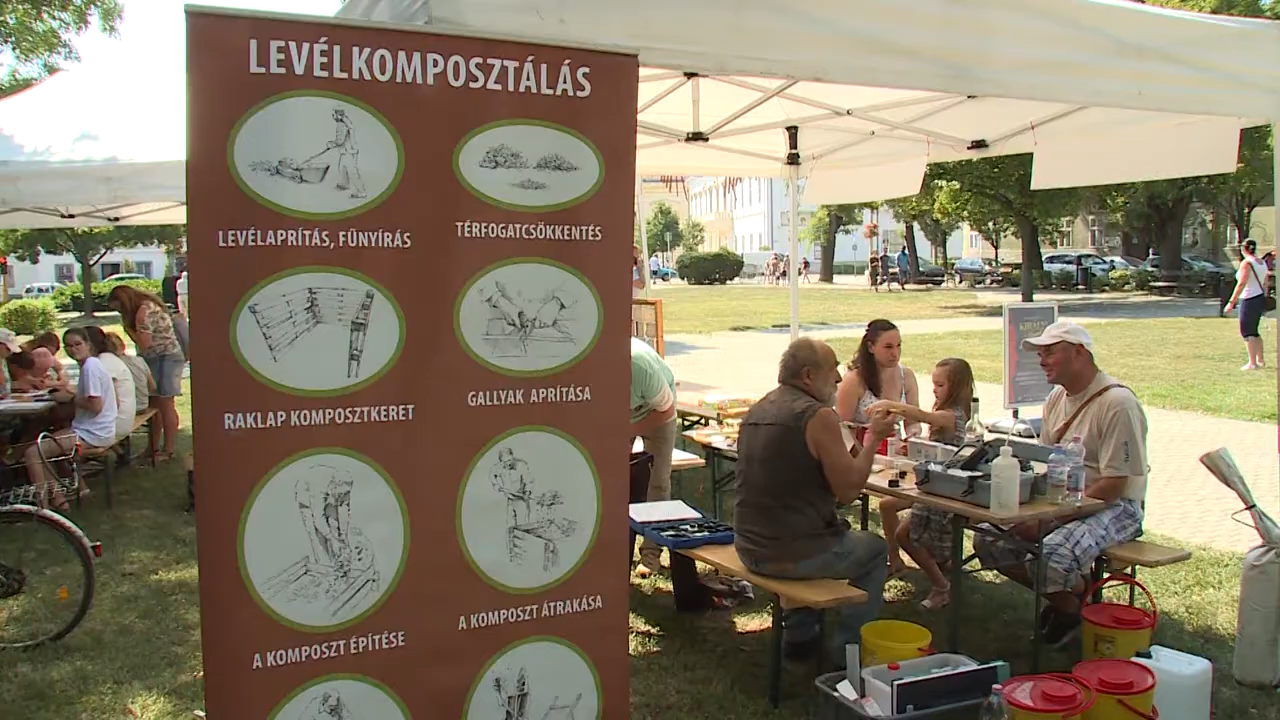 LEVÉLKOMPOSZTÁLÁS
LEVÉLAPRÍTÁS, FŰNYÍRÁS
TÉRFOGATCSÖKKENTÉS
RAKLAP KOMPOSZTKERET
GALLYAK APRÍTÁSA
A KOMPOSZT ÉPÍTÉSE
A KOMPOSZT ÁTRAKÁSA